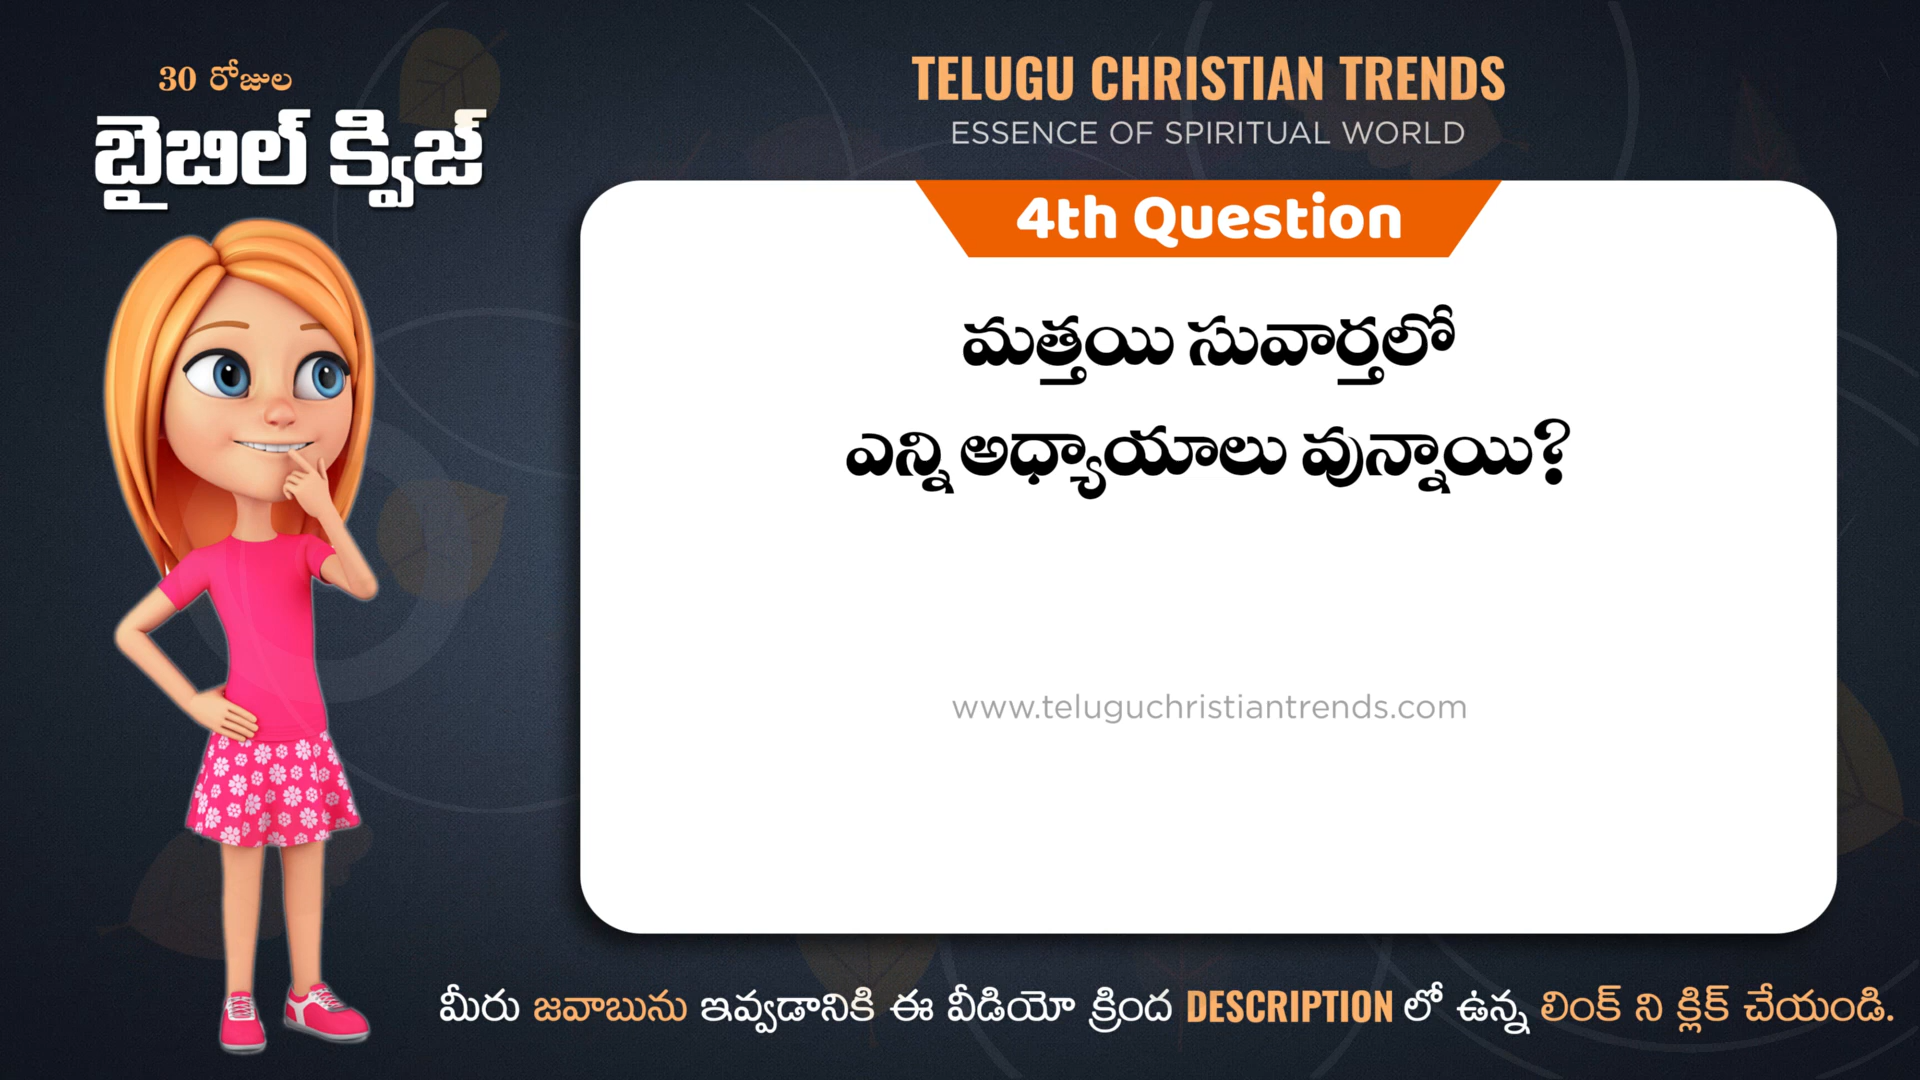 30 రోజుల
బైబిల్ క్విజ్
TELUGU CHRISTIAN TRENDS
ESSENCE OF SPIRITUAL WORLD
4th Question
మత్తయి సువార్తలో
ఎన్ని అధ్యాయాలు వున్నాయి?
www.teluguchristiantrends.com
మీరు జవాబును ఇవ్వడానికి ఈ వీడియో క్రింద DESCRIPTION లో ఉన్న లింక్ ని క్లిక్ చేయండి.